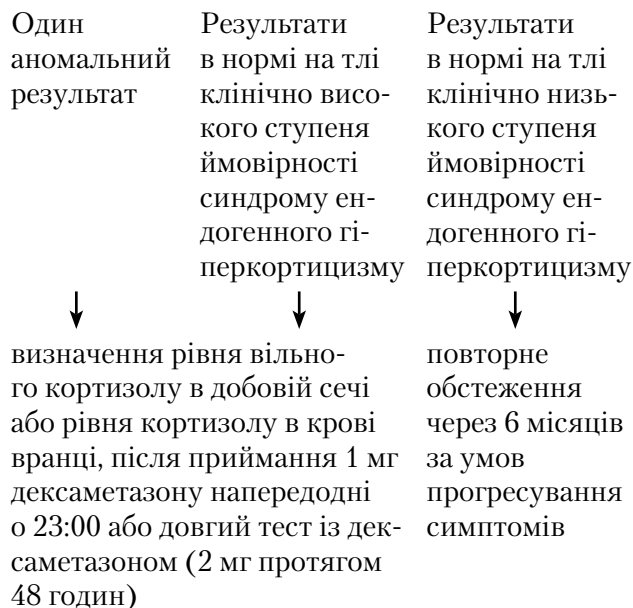 Один
аномальний
результат
Результати
в нормі на тлі
клінічно висо-
кого ступеня
ймовірності
синдрому ен-
догенного гі-
перкортицизму
Результати
в нормі на тлі
клінічно низь-
кого ступеня
ймовірності
синдрому ен-
догенного гі-
перкортицизму
визначення рівня вільно-
го кортизолу в добовій сечі
або рівня кортизолу в крові
вранці, після приймання 1 мг
дексаметазону напередодні
о 23:00 або довгий тест із дек-
саметазоном (2 мг протягом
48 годин)
повторне
обстеження
через 6 місяців
за умов
прогресування
симптомів